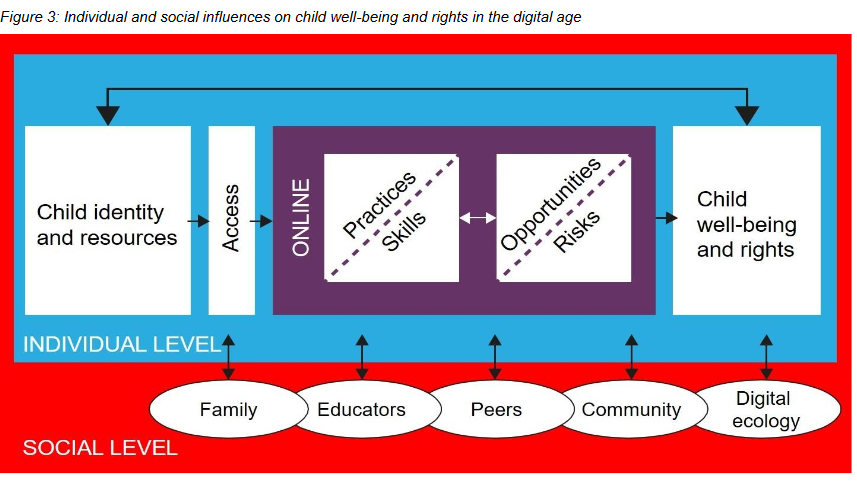 Figure 3: Individual and social influences on child well-being and rights in the digital age
Child identity
and resources
Access
ONLINE
Practices
Skills
Opportunities
Risks
Child
well-being
and rights
INDIVIDUAL LEVEL
Family
Educators
Peers
Community
Digital
ecology
SOCIAL LEVEL